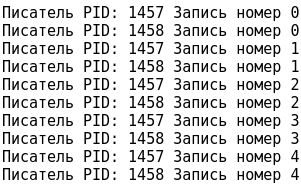 Писатель PID: 1457 Запись номер 0
Писатель PID: 1458 Запись номер 0
Писатель PID: 1457 Запись номер 1
Писатель PID: 1458 Запись номер 1
Писатель PID: 1457 Запись номер 2
Писатель PID: 1458 Запись номер 2
Писатель PID: 1457 Запись номер 3
Писатель PID: 1458 Запись номер 3
Писатель PID: 1457 Запись номер 4
Писатель PID: 1458 Запись номер 4